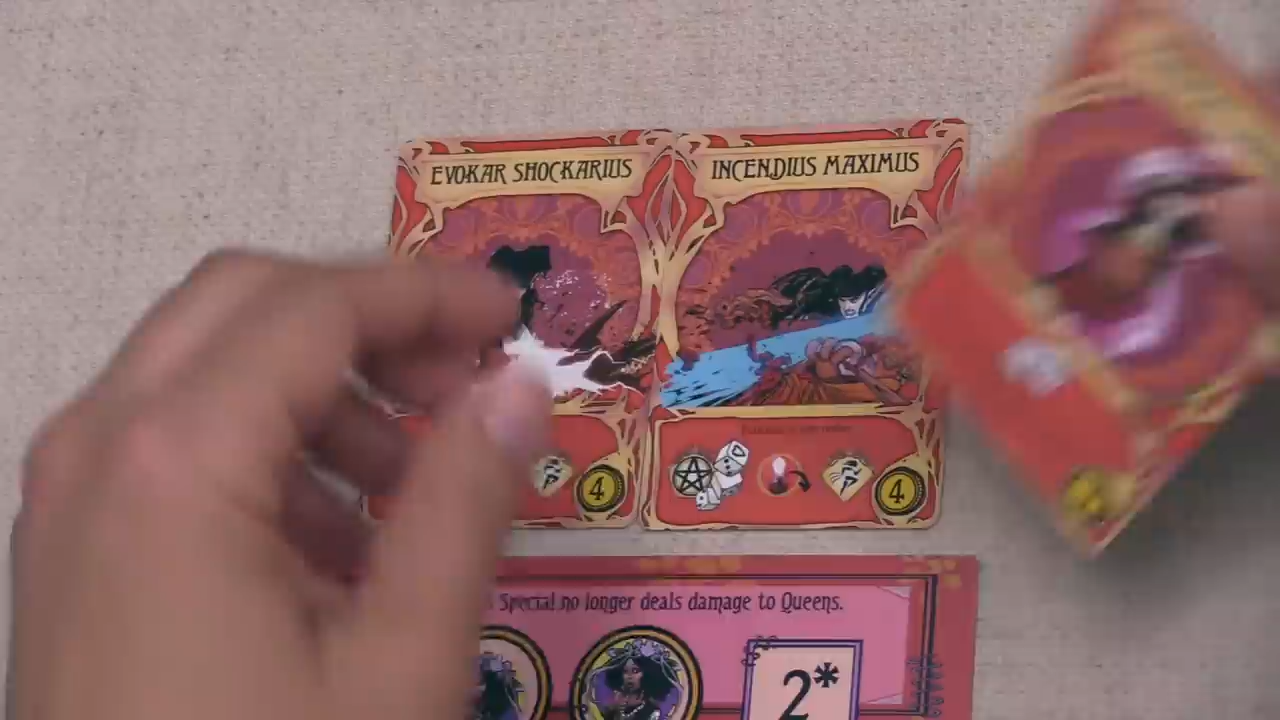 EVOKAR SHOCKARIUS
INCENDIUS MAXIMUS
4
4
Special no longer deals damage to Queens.
2*